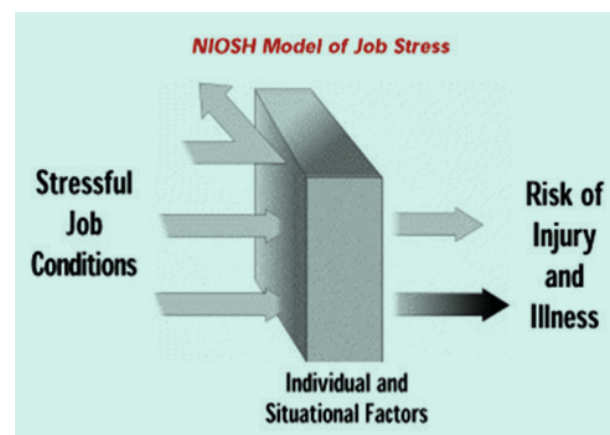 NIOSH Model of Job Stress
Stressful
Job
Conditions
Risk of
Injury
and
Illness
Individual and
Situational Factors